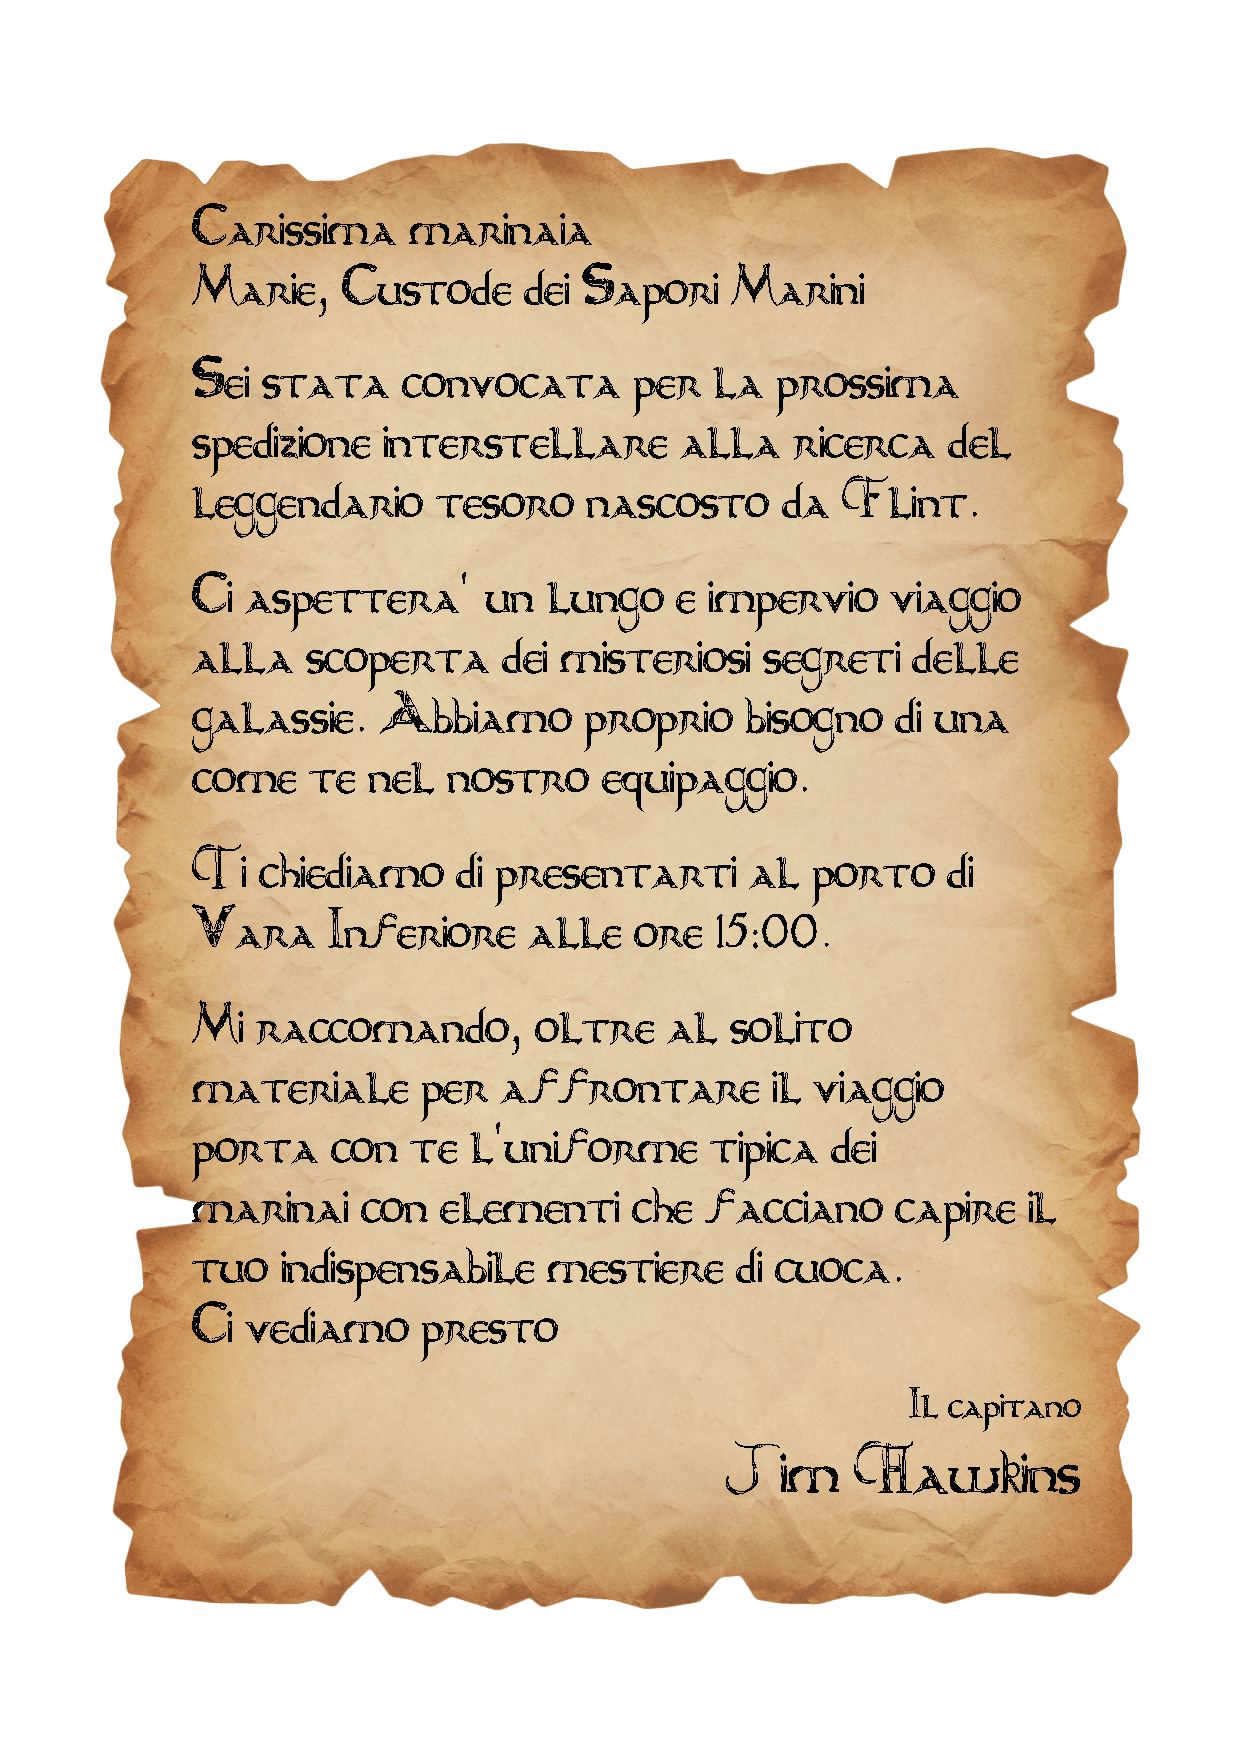 Carissima marinaia
Marie, Custode dei Sapori Marini
Sei stata convocata per la prossima
spedizione interstellare alla ricerca del
leggendario tesoro nascosto da Flint.
Ci aspettera' un lungo e impervio viaggio
alla scoperta dei misteriosi segreti delle
galassie. Abbiamo proprio bisogno di una
come te nel nostro equipaggio.
Ti chiediamo di presentarti al porto di
Vara Inferiore alle ore 15:00.
Mi raccomando, oltre al solito
materiale per affrontare il viaggio
porta con te l'uniforme tipica dei
marinai con elementi che facciano capire il
tuo indispensabile mestiere di cuoca.
Ci vediamo presto
Il capitano
Jim Hawkins